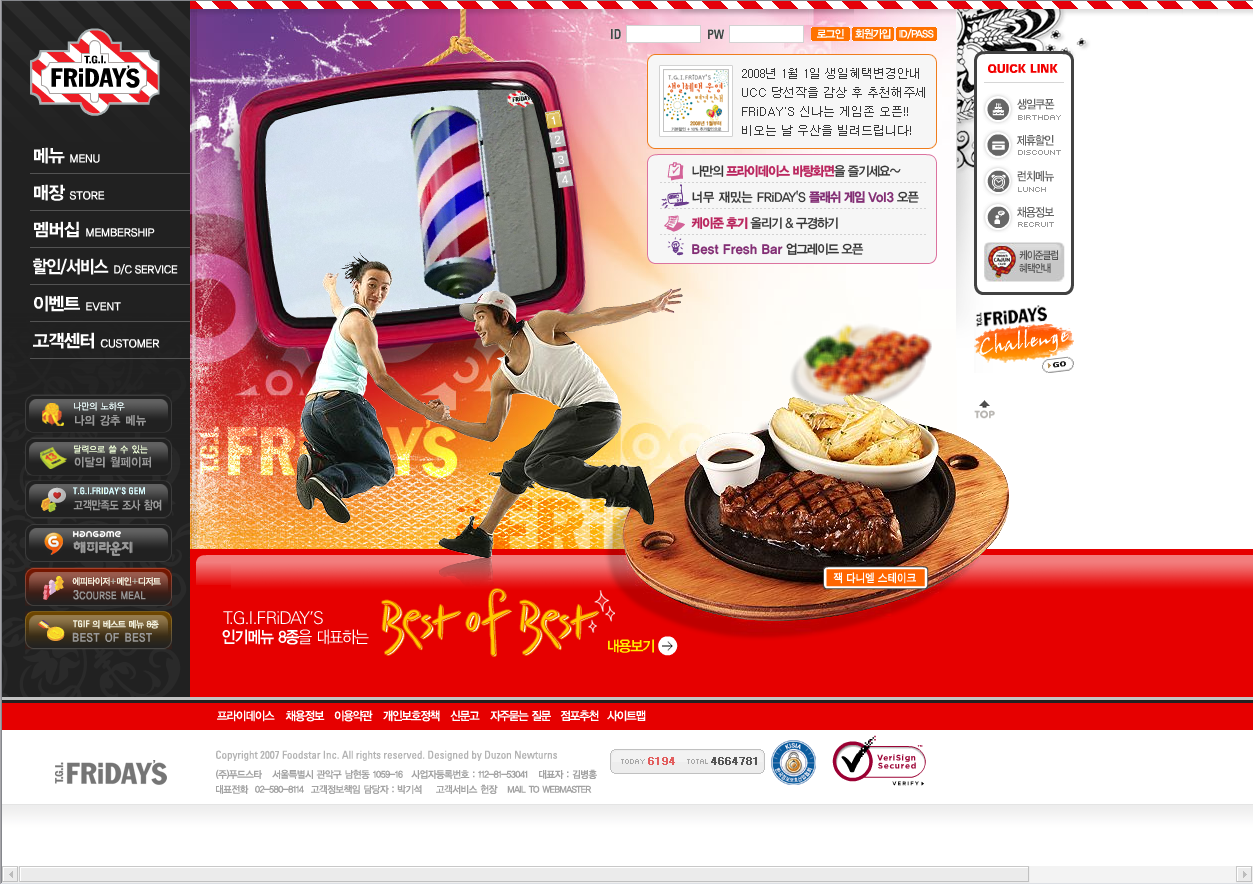 T.G.I.
FRiDAY'S
메뉴 MENU
매장 STORE
멤버십 MEMBERSHIP
할인/서비스 D/C SERVICE
이벤트 EVENT
고객센터 CUSTOMER
나만의 노하우
나의 강추 메뉴
달력으로 쓸 수 있는
이달의 월페이퍼
T.G.I.FRIDAY'S GEM
고객만족도 조사 참여
HANGAME
해피라운지
에피타이저+메인+디저트
3COURSE MEAL
TGIF 의 베스트 메뉴 8종
BEST OF BEST
ID
PW
로그인
회원가입
ID/PASS
1
2
3
4
T.G.I.FRIDAY'S
2008년 1월 1일 생일혜택변경안내
UCC 당선작을 감상 후 추천해주세
FRiDAY'S 신나는 게임존 오픈!!
비오는 날 우산을 빌려드립니다!
나만의 프라이데이스 바탕화면을 즐기세요~
너무 재밌는 FRiDAY'S 플래쉬 게임 Vol3 오픈
케이준 후기 올리기 & 구경하기
Best Fresh Bar 업그레이드 오픈
QUICK LINK
생일쿠폰
BIRTHDAY
제휴할인
DISCOUNT
런치메뉴
LUNCH
채용정보
RECRUIT
케이준클럽
혜택안내
T.G.I.
FRiDAY'S
Challenge
GO
TOP
T.G.I. FRiDAY'S
잭 다니엘 스테이크
T.G.I.FRiDAY'S
인기메뉴 8종을 대표하는
Best of Best
내용보기
프라이데이스 채용정보 이용약관 개인보호정책 신문고 자주묻는 질문 점포추천 사이트맵
T.G.I. FRiDAY'S
Copyright 2007 Foodstar Inc. All rights reserved. Designed by Duzon Newturns
(주)푸드스타 서울특별시 관악구 남현동 1059-16 사업자등록번호 : 112-81-53041 대표자 : 김병흥
대표전화 02-580-8114 고객정보책임 담당자 : 박기석 고객서비스 헌장 MAIL TO WEBMASTER
TODAY 6194 TOTAL 4664781
KISIA
VeriSign
Secured
VERIFY